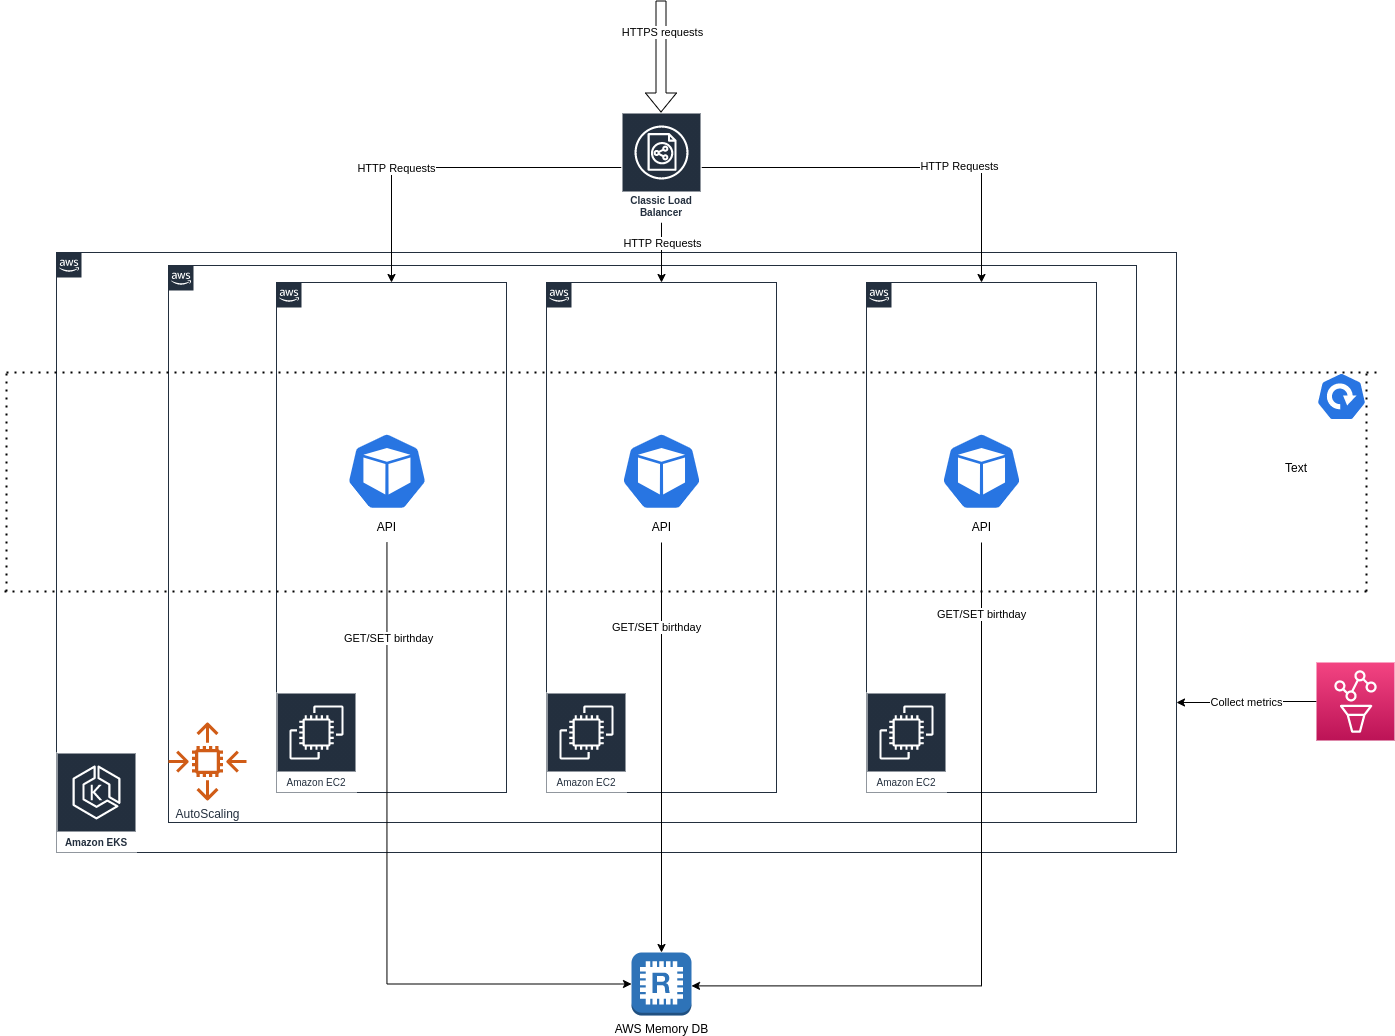 HTTPS requests
HTTP Requests
HTTP Requests
Classic Load
Balancer
HTTP Requests
aws
aws
aws
aws
aws
Text
API
API
API
GET/SET birthday
GET/SET birthday
GET/SET birthday
Collect metrics
Amazon EC2
Amazon EC2
Amazon EC2
AutoScaling
K
Amazon EKS
R
AWS Memory DB